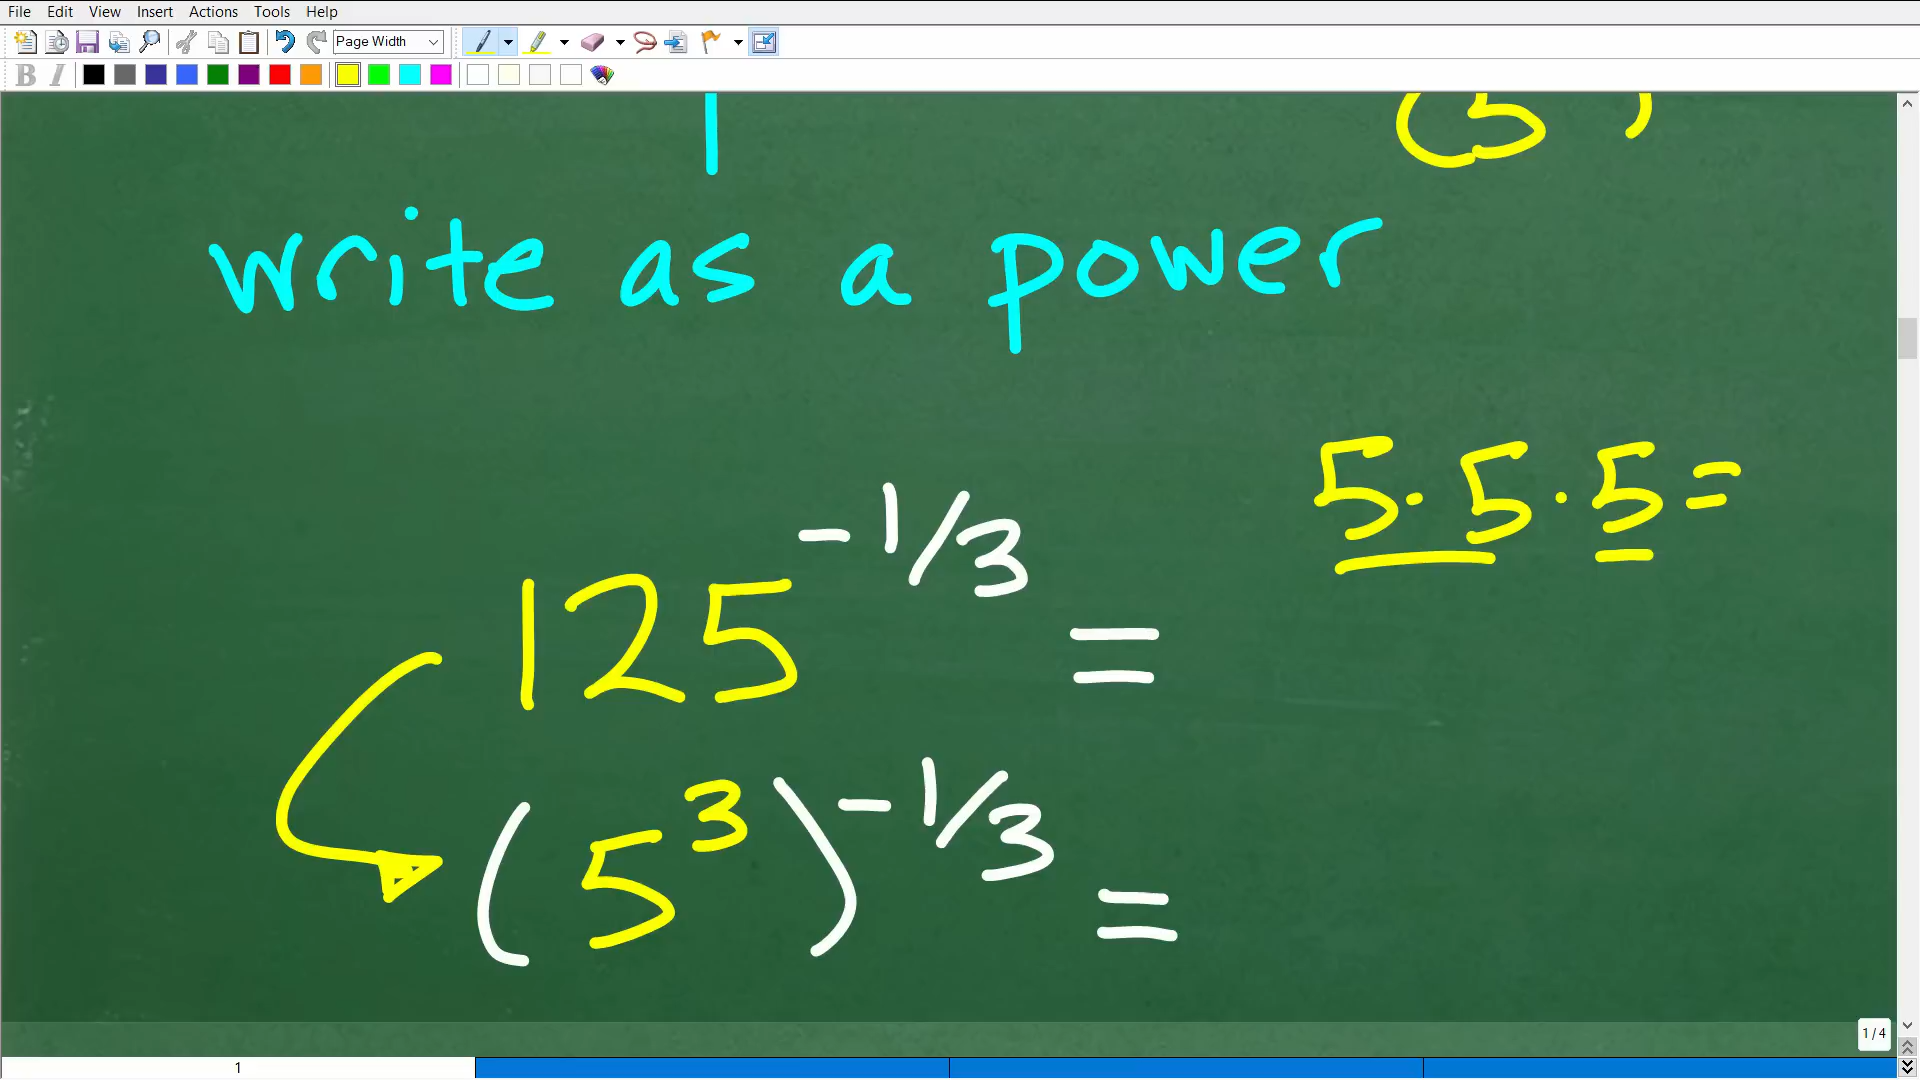 File Edit View Insert Actions Tools Help
Page Width
B I
(5 )
write as a power
5·5·5=
125^{-1/3} =
(5^3)^{-1/3} =
1/4
1